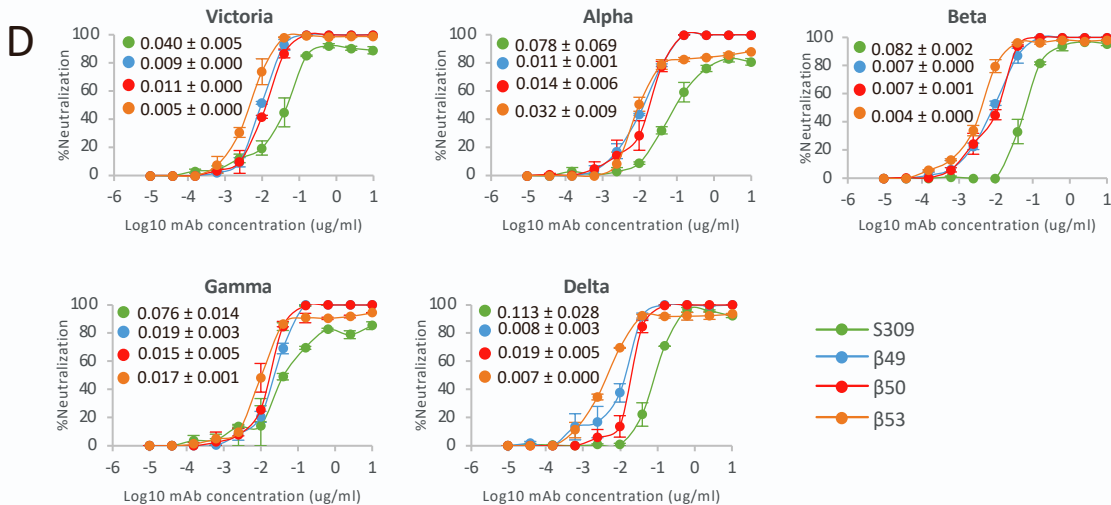 D
Victoria
%Neutralization
100
80
60
40
20
0
0.040 ± 0.005
0.009 ± 0.000
0.011 ± 0.000
0.005 ± 0.000
-6 -5 -4 -3 -2 -1 0 1
Log10 mAb concentration (ug/ml)
Alpha
%Neutralization
100
80
60
40
20
0
0.078 ± 0.069
0.011 ± 0.001
0.014 ± 0.006
0.032 ± 0.009
-6 -5 -4 -3 -2 -1 0 1
Log10 mAb concentration (ug/ml)
Beta
%Neutralization
100
80
60
40
20
0
0.082 ± 0.002
0.007 ± 0.000
0.007 ± 0.001
0.004 ± 0.000
-6 -5 -4 -3 -2 -1 0 1
Log10 mAb concentration (ug/ml)
Gamma
%Neutralization
100
80
60
40
20
0
0.076 ± 0.014
0.019 ± 0.003
0.015 ± 0.005
0.017 ± 0.001
-6 -5 -4 -3 -2 -1 0 1
Log10 mAb concentration (ug/ml)
Delta
%Neutralization
100
80
60
40
20
0
0.113 ± 0.028
0.008 ± 0.003
0.019 ± 0.005
0.007 ± 0.000
-6 -5 -4 -3 -2 -1 0 1
Log10 mAb concentration (ug/ml)
S309
β49
β50
β53